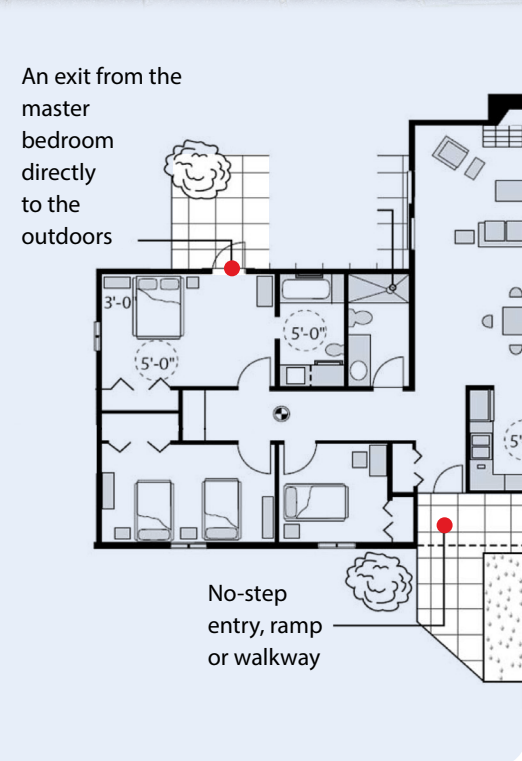 An exit from the
master
bedroom
directly
to the
outdoors
3'-0"
5'-0"
5'-0"
No-step
entry, ramp
or walkway